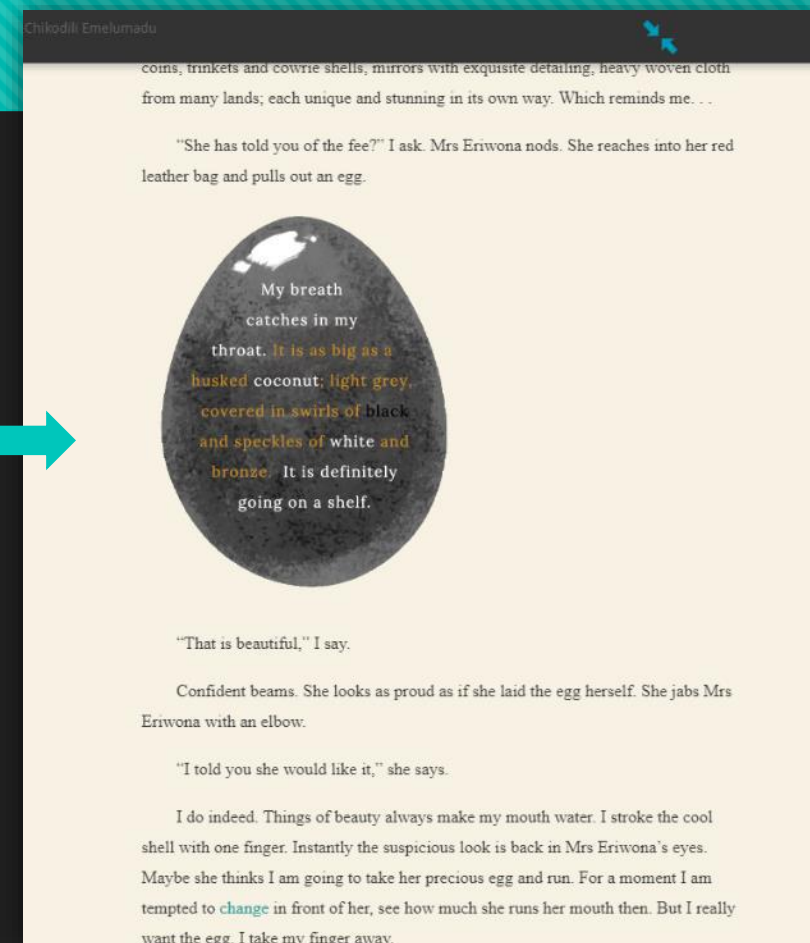 Chikodili Emelumadu
coins, trinkets and cowrie shells, mirrors with exquisite detailing, heavy woven cloth
from many lands; each unique and stunning in its own way. Which reminds me. . .
“She has told you of the fee?” I ask. Mrs Eriwona nods. She reaches into her red
leather bag and pulls out an egg.
My breath
catches in my
throat. It is as big as a
husked coconut; light grey,
covered in swirls of black
and speckles of white and
bronze. It is definitely
going on a shelf.
“That is beautiful,” I say.
Confident beams. She looks as proud as if she laid the egg herself. She jabs Mrs
Eriwona with an elbow.
“I told you she would like it,” she says.
I do indeed. Things of beauty always make my mouth water. I stroke the cool
shell with one finger. Instantly the suspicious look is back in Mrs Eriwona’s eyes.
Maybe she thinks I am going to take her precious egg and run. For a moment I am
tempted to change in front of her, see how much she runs her mouth then. But I really
want the egg. I take my finger away.